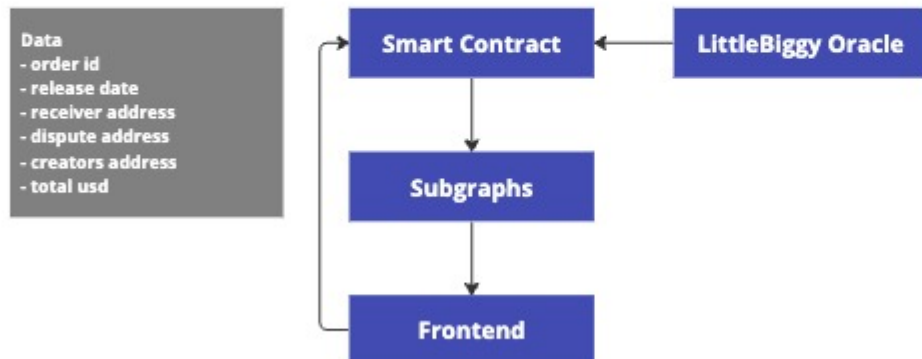 Data
- order id
- release date
- receiver address
- dispute address
- creators address
- total usd
Smart Contract
LittleBiggy Oracle
Subgraphs
Frontend